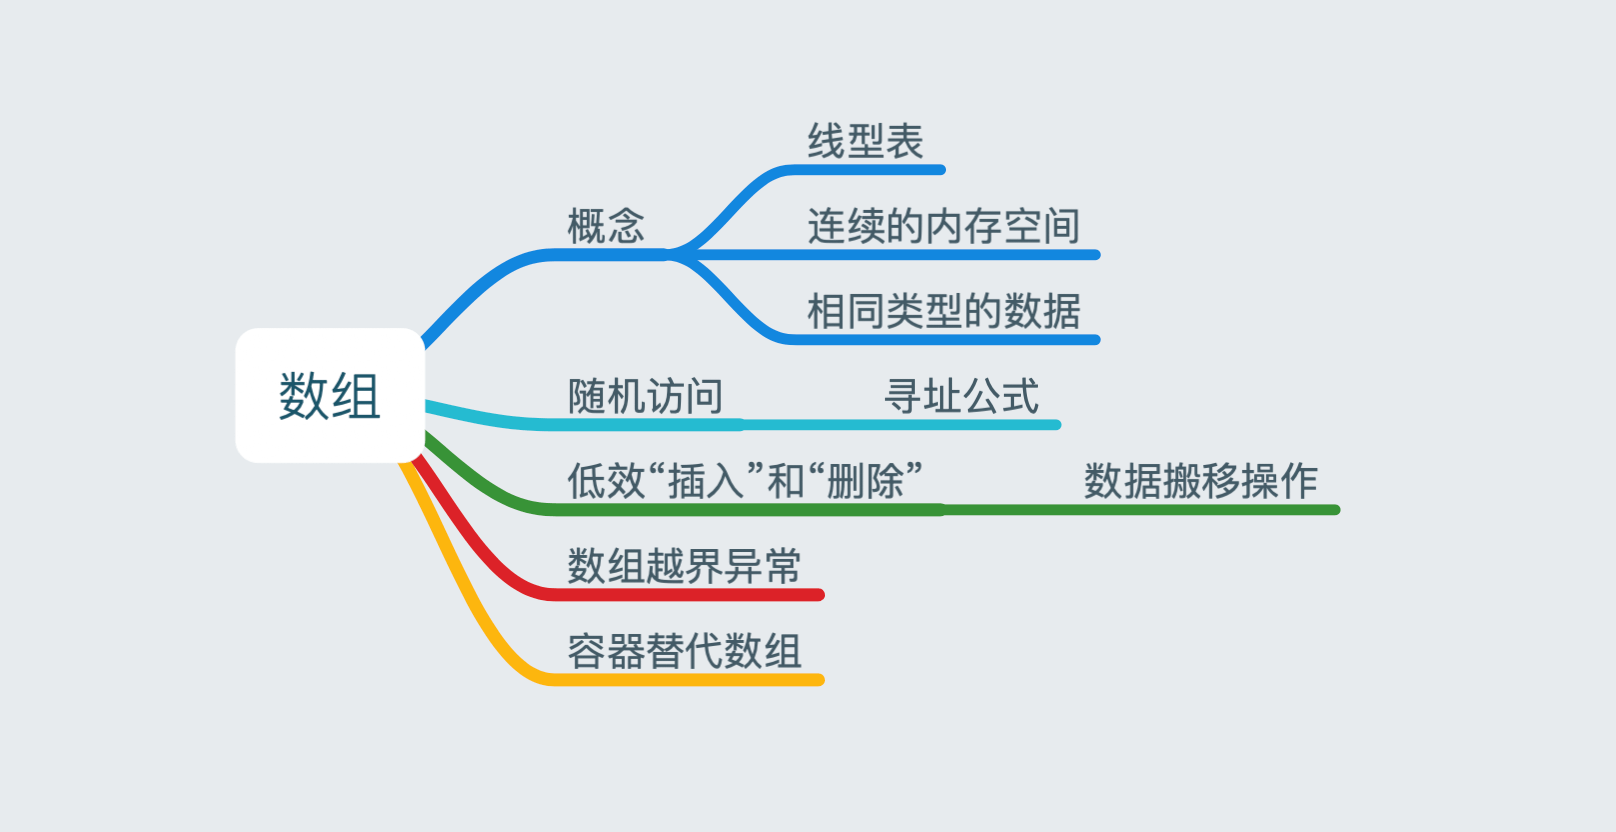 数组
概念
线型表
连续的内存空间
相同类型的数据
随机访问
寻址公式
低效“插入”和“删除”
数据搬移操作
数组越界异常
容器替代数组